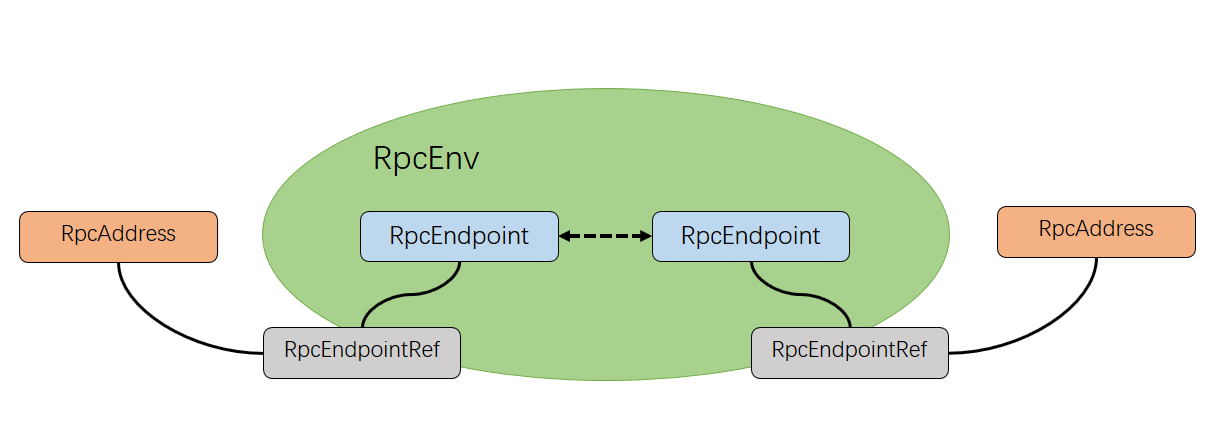 RpcEnv
RpcAddress
RpcEndpoint
RpcEndpoint
RpcAddress
RpcEndpointRef
RpcEndpointRef